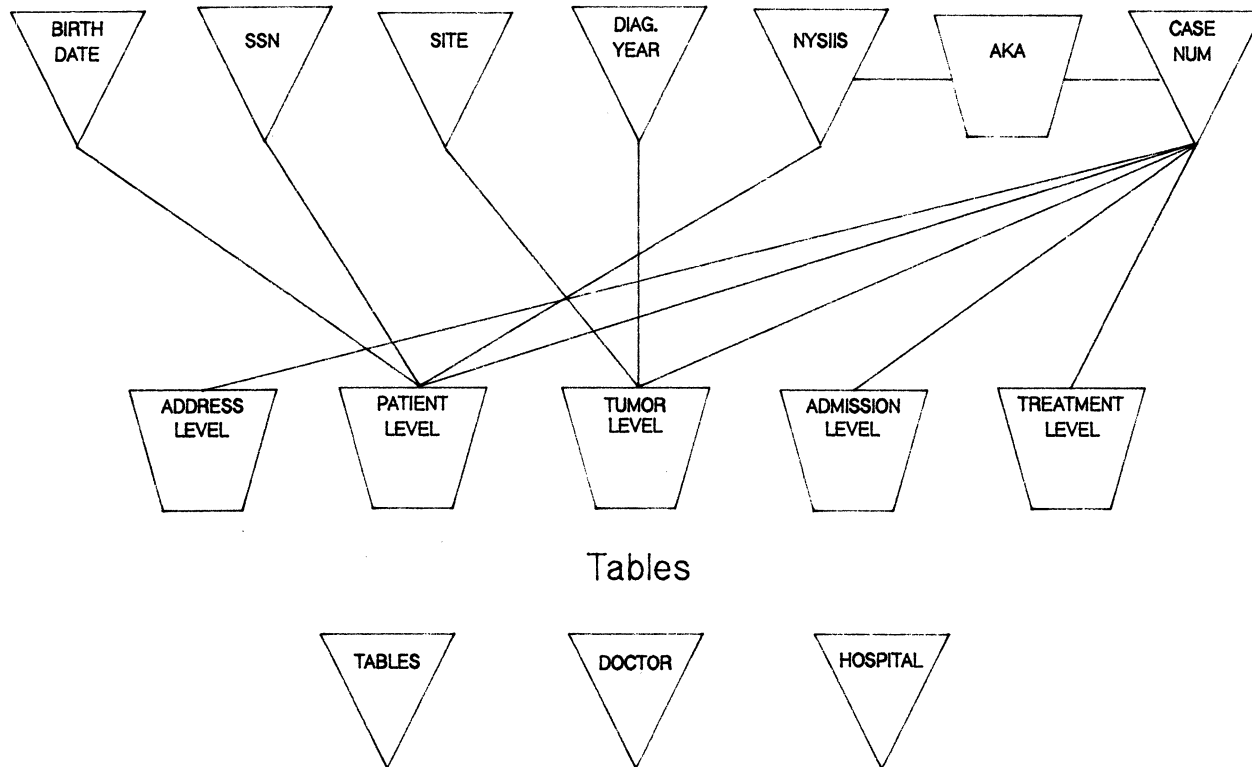 BIRTH
DATE
SSN
SITE
DIAG.
YEAR
NYSIIS
AKA
CASE
NUM
ADDRESS
LEVEL
PATIENT
LEVEL
TUMOR
LEVEL
ADMISSION
LEVEL
TREATMENT
LEVEL
Tables
TABLES
DOCTOR
HOSPITAL